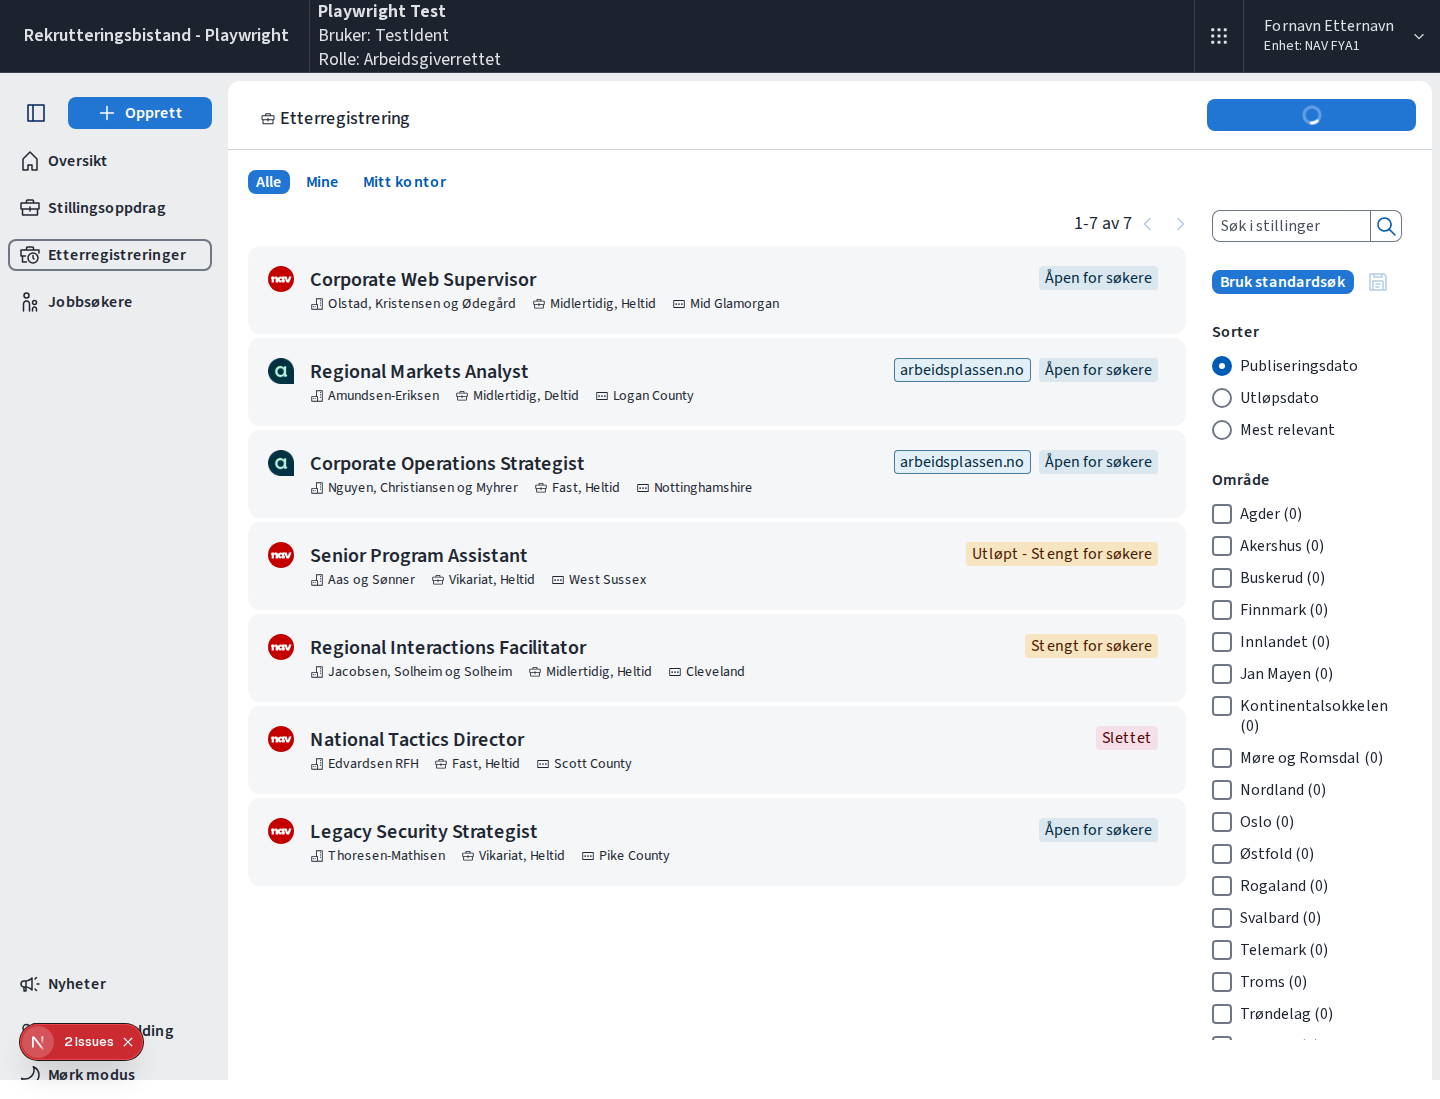 Rekrutteringsbistand - Playwright
Playwright Test
Bruker: TestIdent
Rolle: Arbeidsgiverrettet
Fornavn Etternavn
Enhet: NAV FYA1
Opprett
Oversikt
Stillingsoppdrag
Etterregistreringer
Jobbsøkere
Etterregistrering
Alle
Mine
Mitt kontor
1-7 av 7
nav
Corporate Web Supervisor
Åpen for søkere
Olstad, Kristensen og Ødegård
Midlertidig, Heltid
Mid Glamorgan
a
Regional Markets Analyst
arbeidsplassen.no
Åpen for søkere
Amundsen-Eriksen
Midlertidig, Deltid
Logan County
a
Corporate Operations Strategist
arbeidsplassen.no
Åpen for søkere
Nguyen, Christiansen og Myhrer
Fast, Heltid
Nottinghamshire
nav
Senior Program Assistant
Utløpt - Stengt for søkere
Aas og Sønner
Vikariat, Heltid
West Sussex
nav
Regional Interactions Facilitator
Stengt for søkere
Jacobsen, Solheim og Solheim
Midlertidig, Heltid
Cleveland
nav
National Tactics Director
Slettet
Edvardsen RFH
Fast, Heltid
Scott County
nav
Legacy Security Strategist
Åpen for søkere
Thoresen-Mathisen
Vikariat, Heltid
Pike County
Søk i stillinger
Bruk standardsøk
Sorter
Publiseringsdato
Utløpsdato
Mest relevant
Område
Agder (0)
Akershus (0)
Buskerud (0)
Finnmark (0)
Innlandet (0)
Jan Mayen (0)
Kontinentalsokkelen
(0)
Møre og Romsdal (0)
Nordland (0)
Oslo (0)
Østfold (0)
Rogaland (0)
Svalbard (0)
Telemark (0)
Troms (0)
Trøndelag (0)
Nyheter
lding
N 2 Issues
Mørk modus